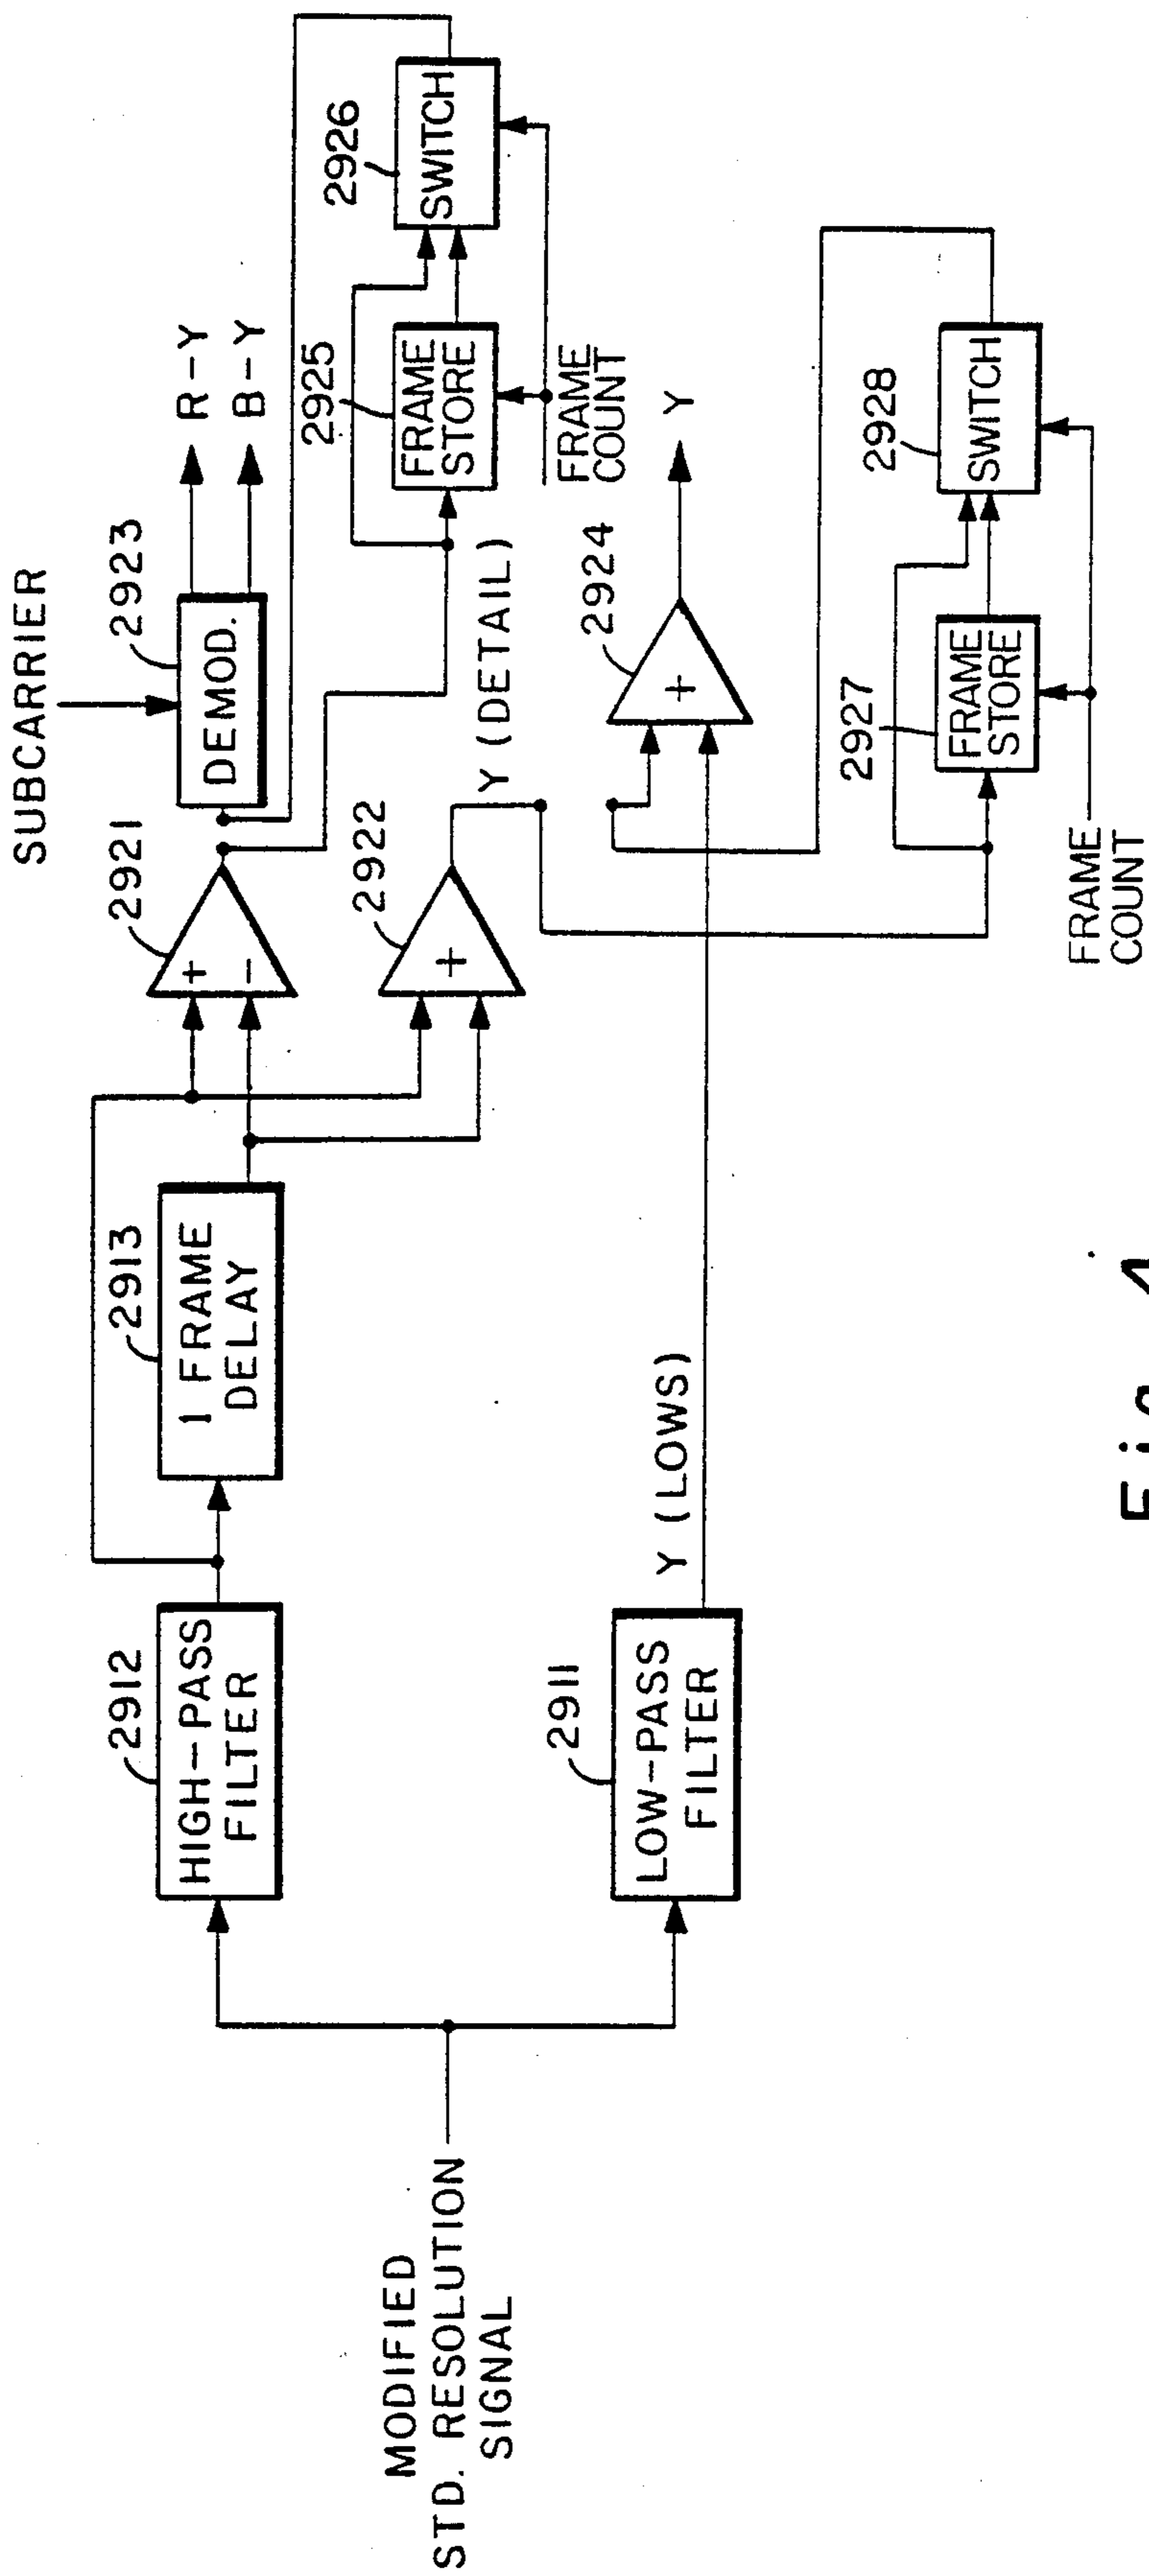 MODIFIED
STD. RESOLUTION
SIGNAL
2912
HIGH-PASS
FILTER
2911
LOW-PASS
FILTER
2913
1 FRAME
DELAY
Y (LOWS)
2921
+
-
2922
+
SUBCARRIER
2923
DEMOD.
R-Y
B-Y
Y (DETAIL)
2925
FRAME
STORE
2926
SWITCH
FRAME
COUNT
2924
+
Y
2927
FRAME
STORE
2928
SWITCH
FRAME
COUNT